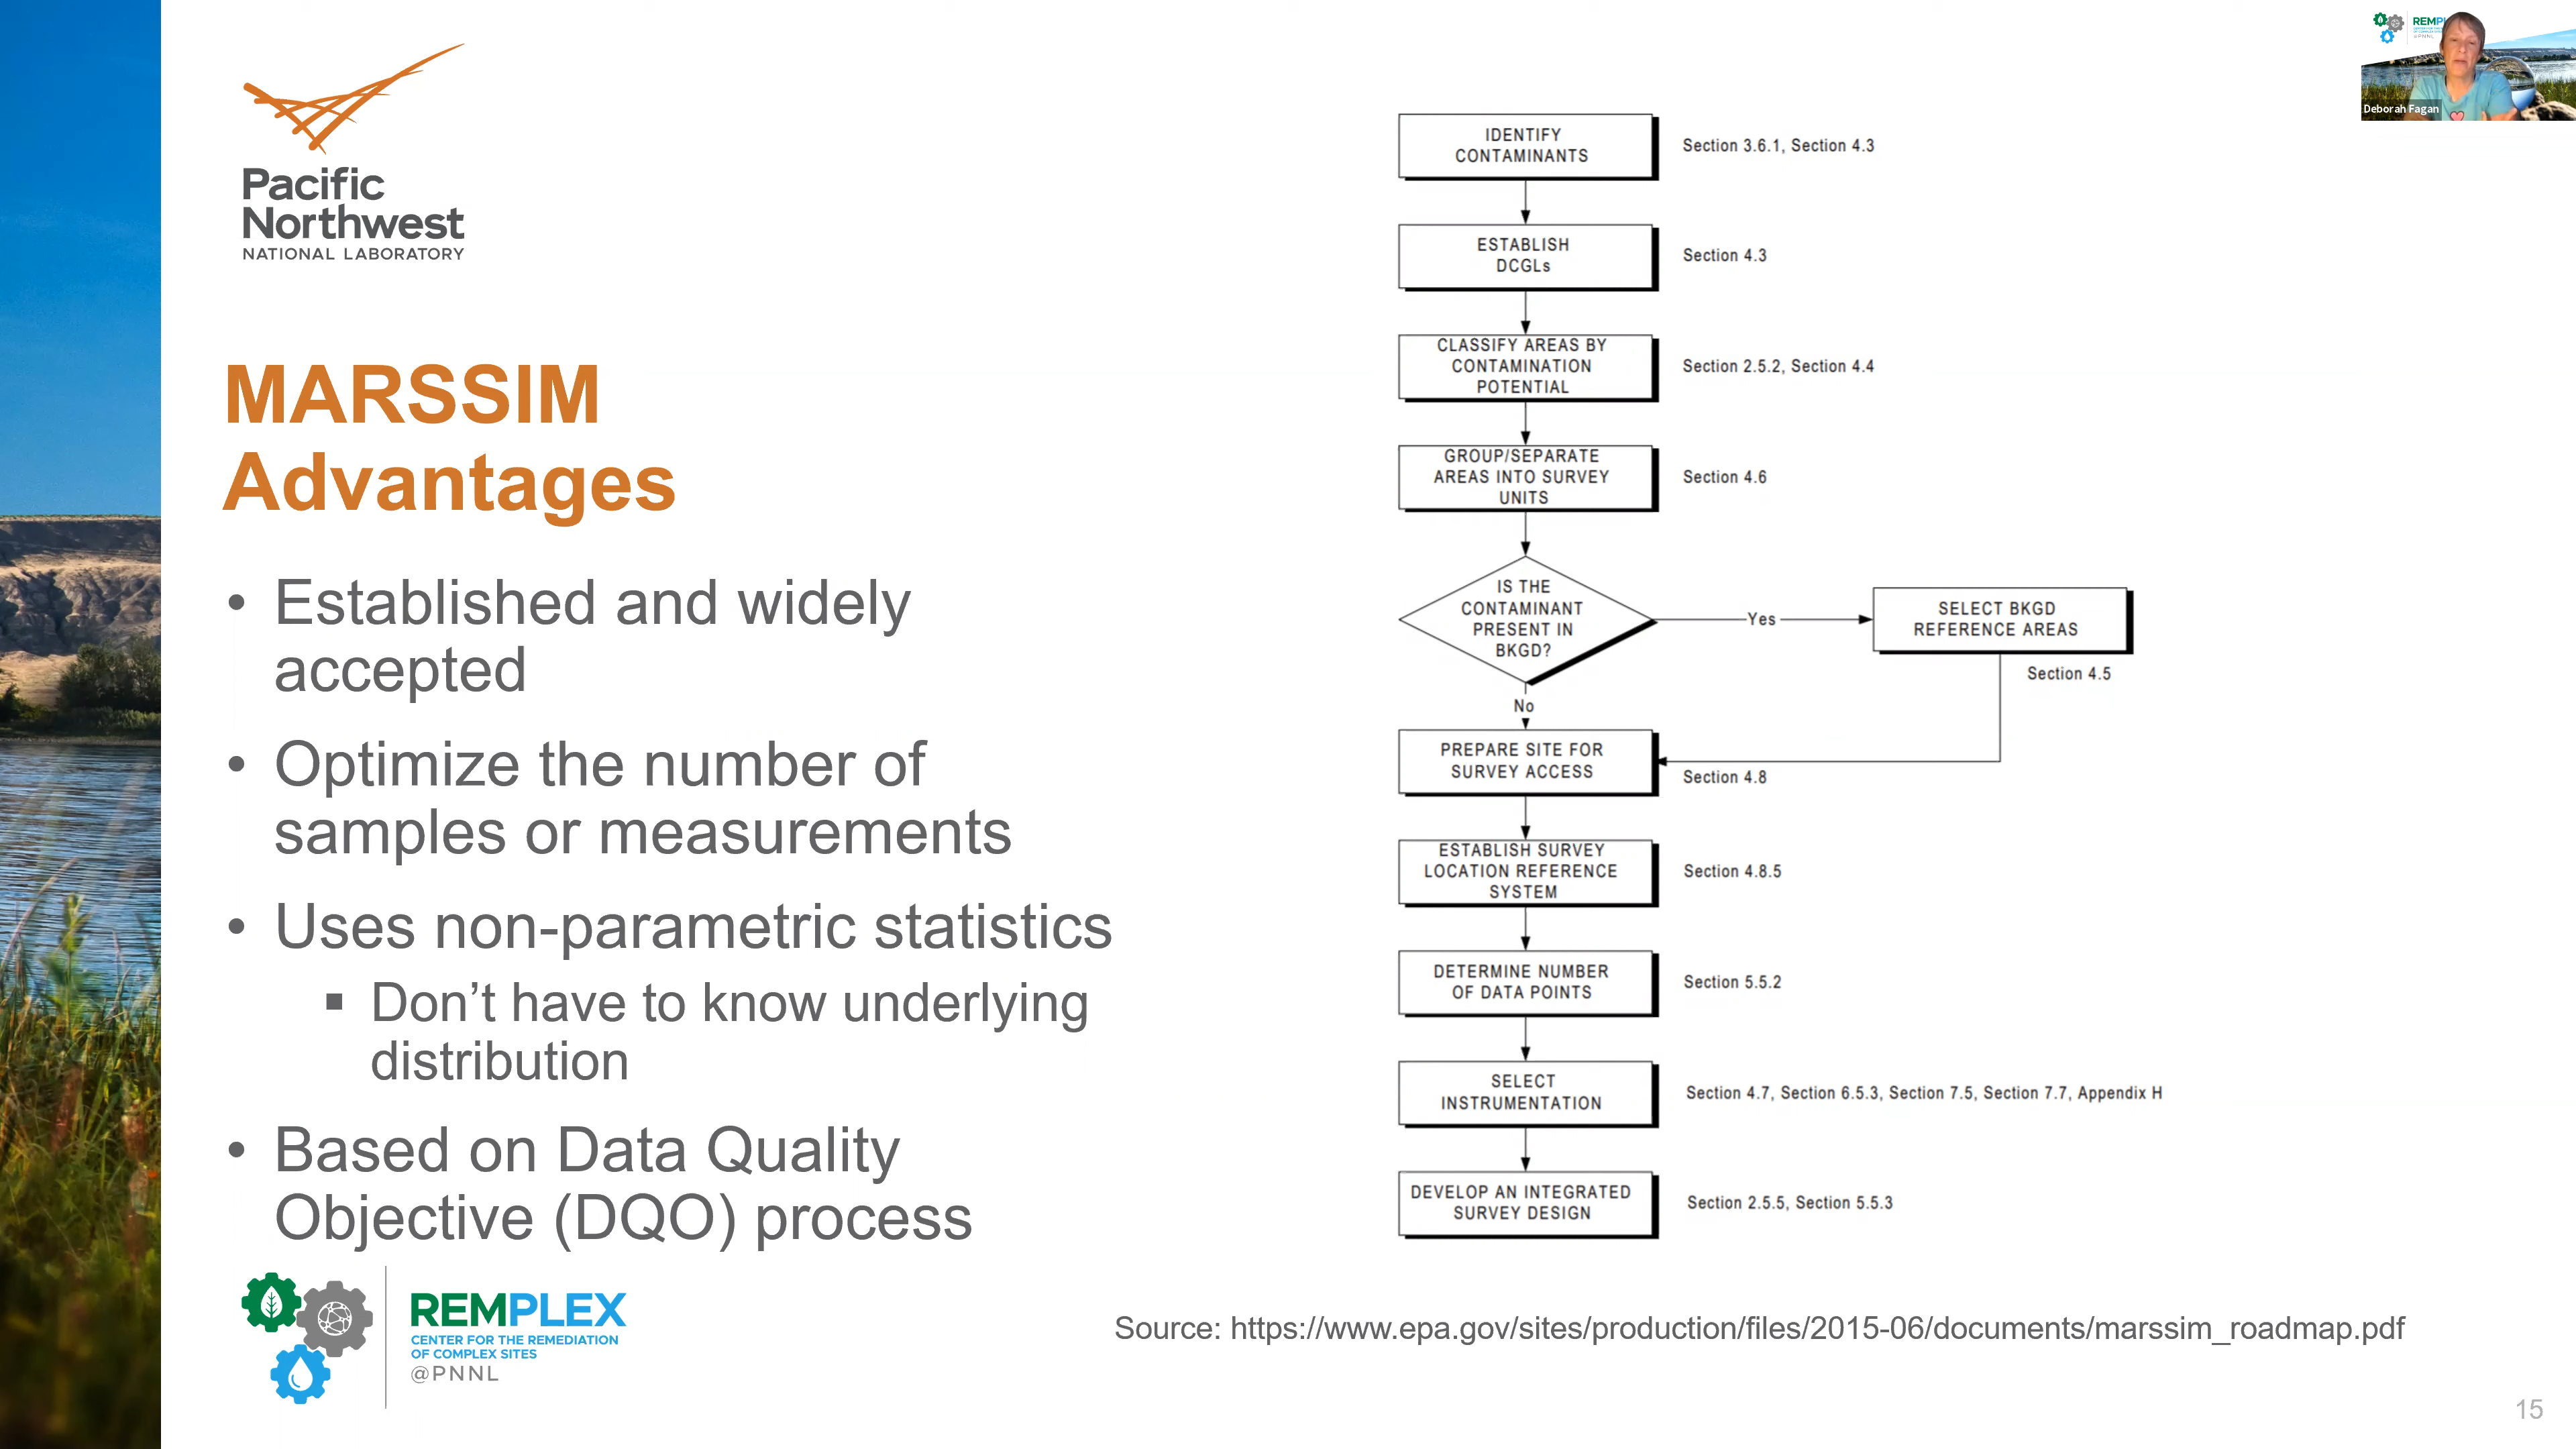 Pacific
Northwest
NATIONAL LABORATORY
MARSSIM
Advantages
• Established and widely
accepted
• Optimize the number of
samples or measurements
• Uses non-parametric statistics
▪ Don’t have to know underlying
distribution
• Based on Data Quality
Objective (DQO) process
REMPLEX
CENTER FOR THE REMEDIATION
OF COMPLEX SITES
@PNNL
IDENTIFY
CONTAMINANTS
Section 3.6.1, Section 4.3
ESTABLISH
DCGLs
Section 4.3
CLASSIFY AREAS BY
CONTAMINATION
POTENTIAL
Section 2.5.2, Section 4.4
GROUP/SEPARATE
AREAS INTO SURVEY
UNITS
Section 4.6
IS THE
CONTAMINANT
PRESENT IN
BKGD?
Yes
SELECT BKGD
REFERENCE AREAS
Section 4.5
No
PREPARE SITE FOR
SURVEY ACCESS
Section 4.8
ESTABLISH SURVEY
LOCATION REFERENCE
SYSTEM
Section 4.8.5
DETERMINE NUMBER
OF DATA POINTS
Section 5.5.2
SELECT
INSTRUMENTATION
Section 4.7, Section 6.5.3, Section 7.5, Section 7.7, Appendix H
DEVELOP AN INTEGRATED
SURVEY DESIGN
Section 2.5.5, Section 5.5.3
Source: https://www.epa.gov/sites/production/files/2015-06/documents/marssim_roadmap.pdf
15
Deborah Fagan